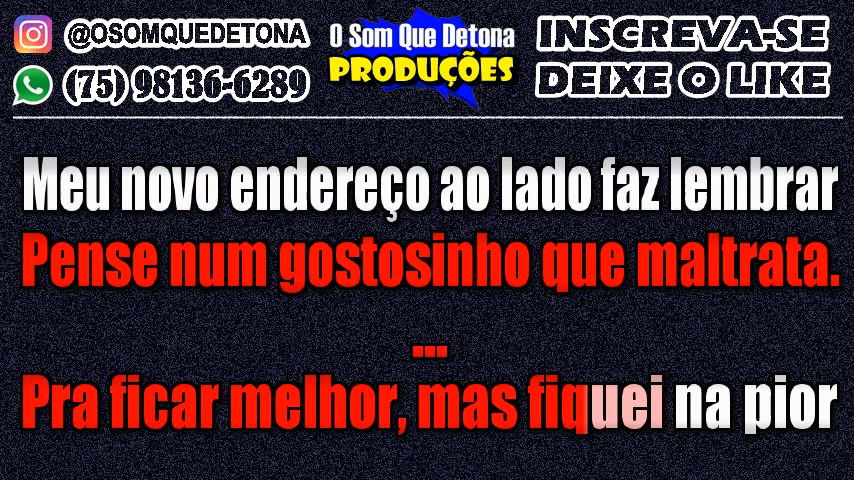 @OSOMQUEDETONA
(75) 98136-6289
O Som Que Detona
PRODUÇÕES
INSCREVA-SE
DEIXE O LIKE
Meu novo endereço ao lado faz lembrar
Pense num gostosinho que maltrata.
...
Pra ficar melhor, mas fiquei na pior